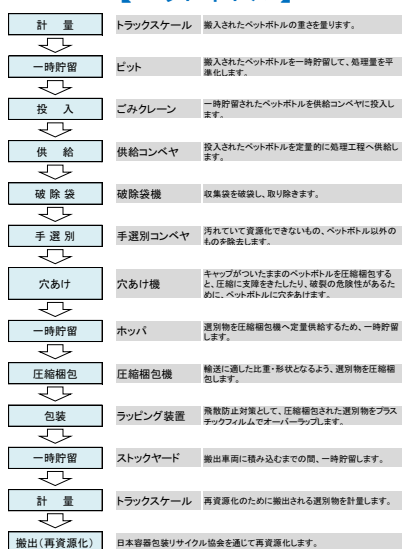 計 量 トラックスケール 搬入されたペットボトルの重さを量ります。
一時貯留 ピット 搬入されたペットボトルを一時貯留して、処理量を平
準化します。
投 入 ごみクレーン 一時貯留されたペットボトルを供給コンベヤに投入し
ます。
供 給 供給コンベヤ 投入されたペットボトルを定量的に処理工程へ供給し
ます。
破 除 袋 破除袋機 収集袋を破袋し、取り除きます。
手 選 別 手選別コンベヤ 汚れていて資源化できないもの、ペットボトル以外の
ものを除去します。
穴あけ 穴あけ機 キャップがついたままのペットボトルを圧縮梱包する
と、圧縮に支障をきたしたり、破裂の危険性があるた
めに、ペットボトルに穴をあけます。
一時貯留 ホッパ 選別物を圧縮梱包機へ定量供給するため、一時貯留
します。
圧縮梱包 圧縮梱包機 輸送に適した比重・形状となるよう、選別物を圧縮梱
包します。
包装 ラッピング装置 飛散防止対策として、圧縮梱包された選別物をプラス
チックフィルムでオーバーラップします。
一時貯留 ストックヤード 搬出車両に積み込むまでの間、一時貯留します。
計 量 トラックスケール 再資源化のために搬出される選別物を計量します。
搬出(再資源化) 日本容器包装リサイクル協会を通じて再資源化します。